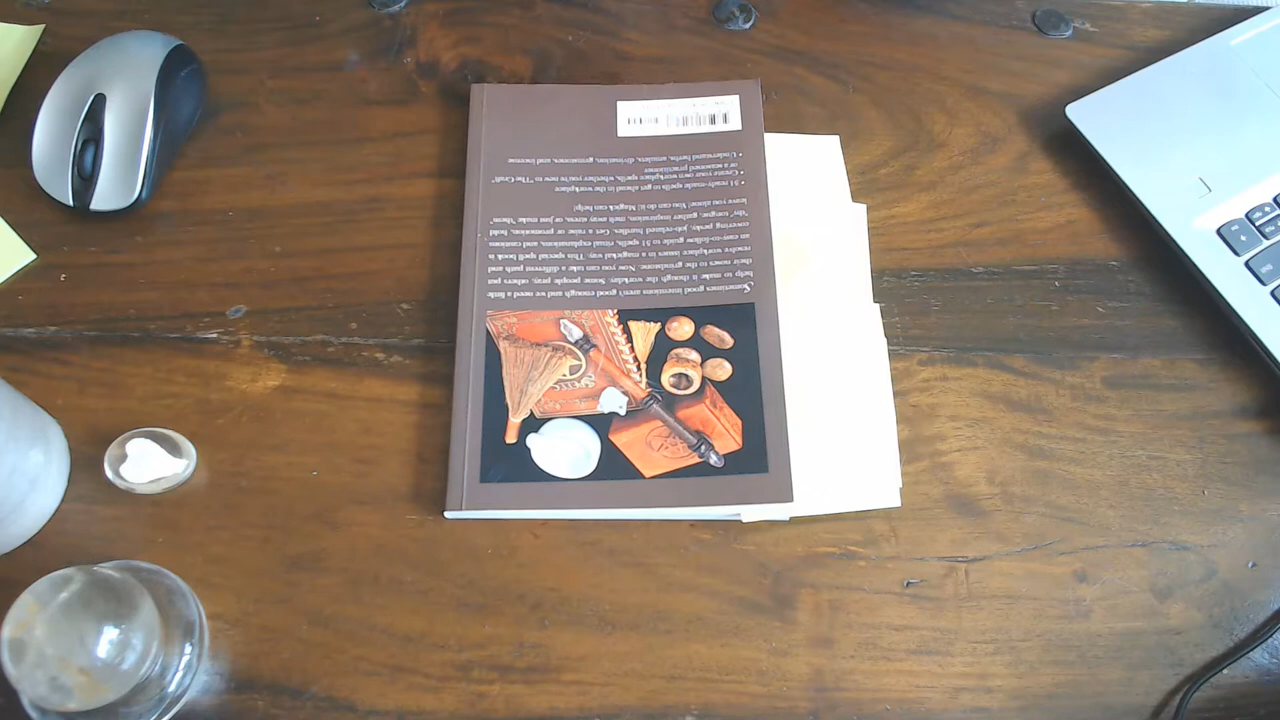 Sometimes good intentions aren't good enough and we need a little
help to make it though the workday. Some people pray, others put
their noses to the grindstone. Now you can take a different path and
resolve workplace issues in a magickal way. This special spell book is
an easy-to-follow guide to 51 spells, ritual explanations, and cautions
covering pesky, job-related hurdles. Get a raise or promotion, hold
"thy" tongue, gather inspiration, melt away stress, or just make "them"
leave you alone! You can do it! Magick can help!
• 51 ready-made spells to get ahead in the workplace
• Create your own workplace spells whether you're new to "The Craft"
or a seasoned practitioner
• Understand herbs, amulets, divination, gemstones, and incense
SPELLS